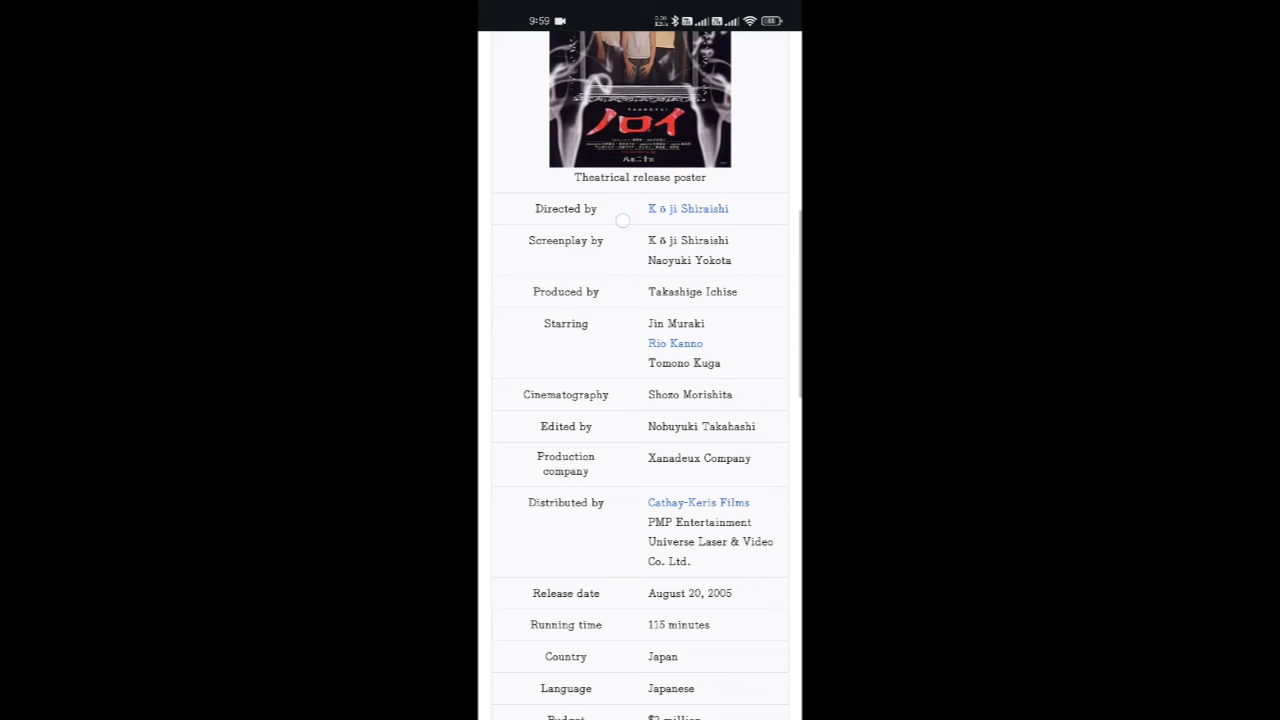 9:59
ノロイ
Theatrical release poster
Directed by
Kōji Shiraishi
Screenplay by
Kōji Shiraishi
Naoyuki Yokota
Produced by
Takashige Ichise
Starring
Jin Muraki
Rio Kanno
Tomono Kuga
Cinematography
Shozo Morishita
Edited by
Nobuyuki Takahashi
Production
company
Xanadeux Company
Distributed by
Cathay-Keris Films
PMP Entertainment
Universe Laser & Video
Co. Ltd.
Release date
August 20, 2005
Running time
115 minutes
Country
Japan
Language
Japanese
Budget
$2 million